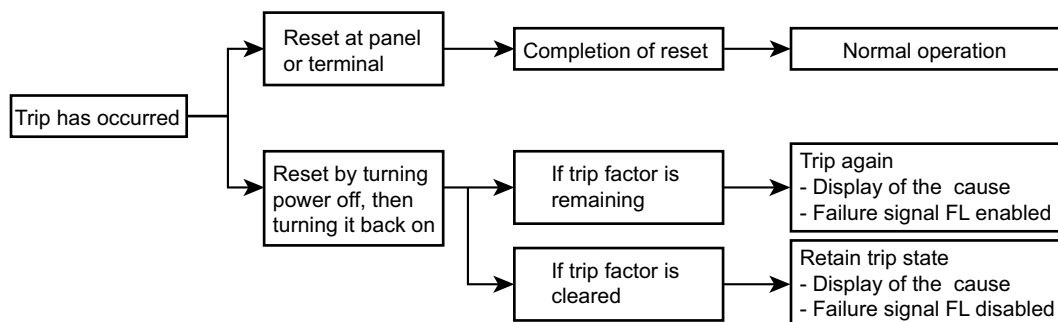 Trip has occurred
Reset at panel
or terminal
Completion of reset
Normal operation
Reset by turning
power off, then
turning it back on
If trip factor is
remaining
Trip again
- Display of the cause
- Failure signal FL enabled
If trip factor is
cleared
Retain trip state
- Display of the cause
- Failure signal FL disabled